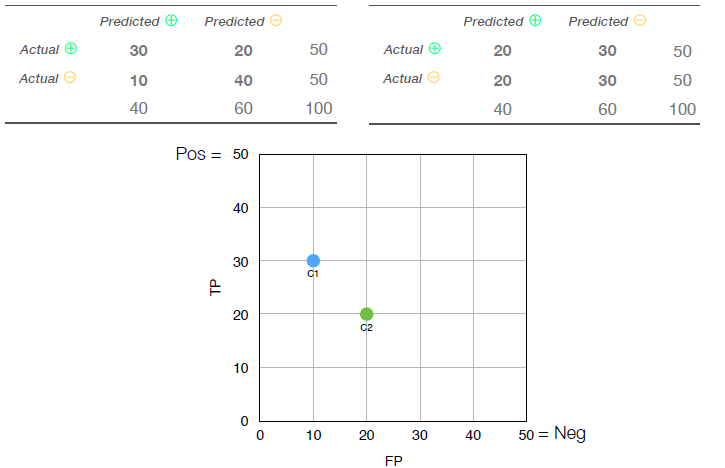 Predicted ⊕ Predicted ⊖
Actual ⊕ 30 20 50
Actual ⊖ 10 40 50
40 60 100
Predicted ⊕ Predicted ⊖
Actual ⊕ 20 30 50
Actual ⊖ 20 30 50
40 60 100
Pos = 50
40
30
20
10
0
TP
C1
C2
0 10 20 30 40 50 = Neg
FP